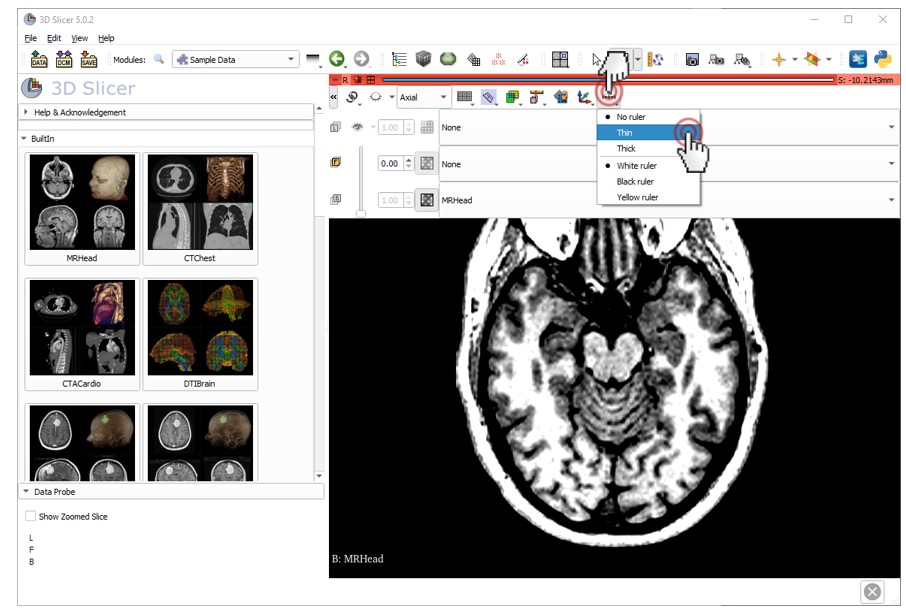 3D Slicer 5.0.2
File Edit View Help
DATA DCM SAVE Modules: Sample Data
R S: -10.2143mm
3D Slicer
Axial
Help & Acknowledgement
1.00 None
No ruler
Thin
Thick
White ruler
Black ruler
Yellow ruler
BuiltIn
0.00 None
1.00 MRHead
MRHead CTChest
CTACardio DTIBrain
Data Probe
Show Zoomed Slice
L
F
B
B: MRHead